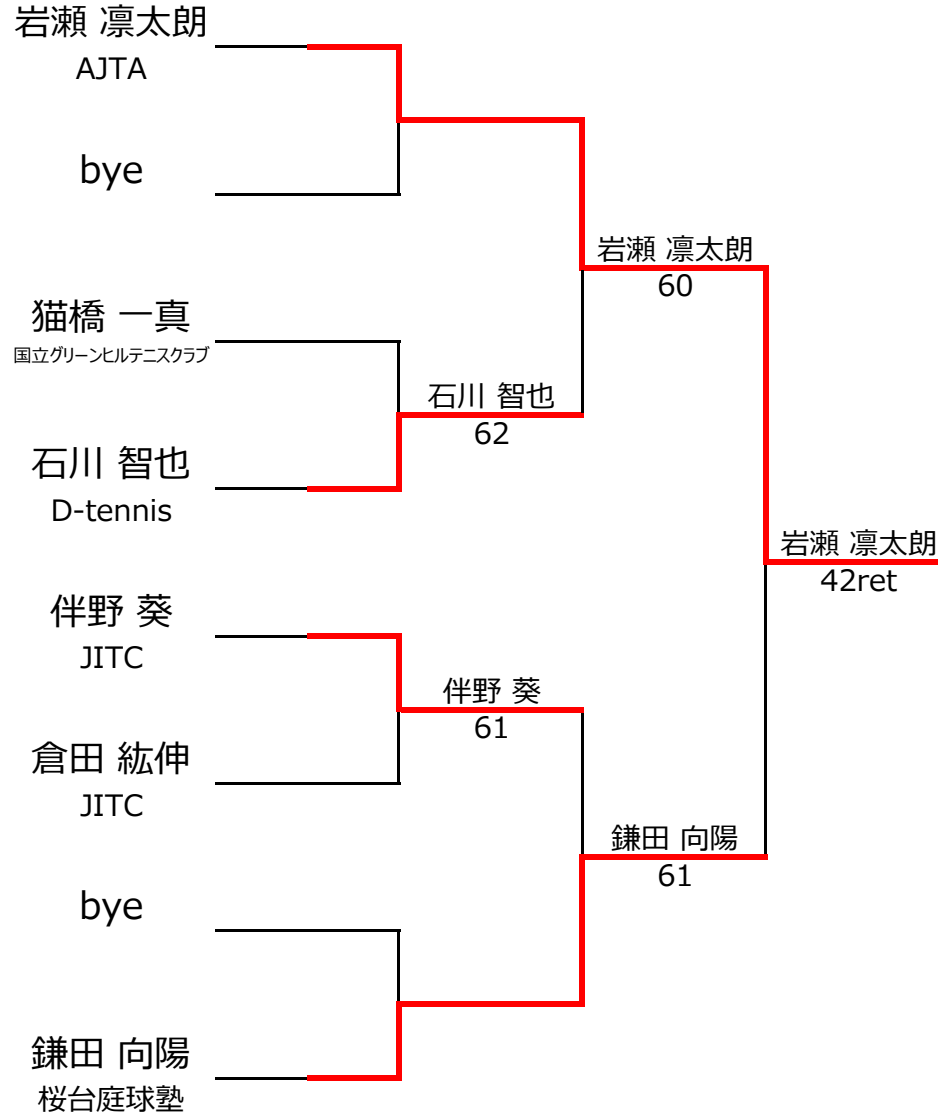 岩瀬 凛太朗
AJTA
bye
猫橋 一真
国立グリーンヒルテニスクラブ
石川 智也
D-tennis
伴野 葵
JITC
倉田 紘伸
JITC
bye
鎌田 向陽
桜台庭球塾
石川 智也
62
伴野 葵
61
岩瀬 凛太朗
60
鎌田 向陽
61
岩瀬 凛太朗
42ret